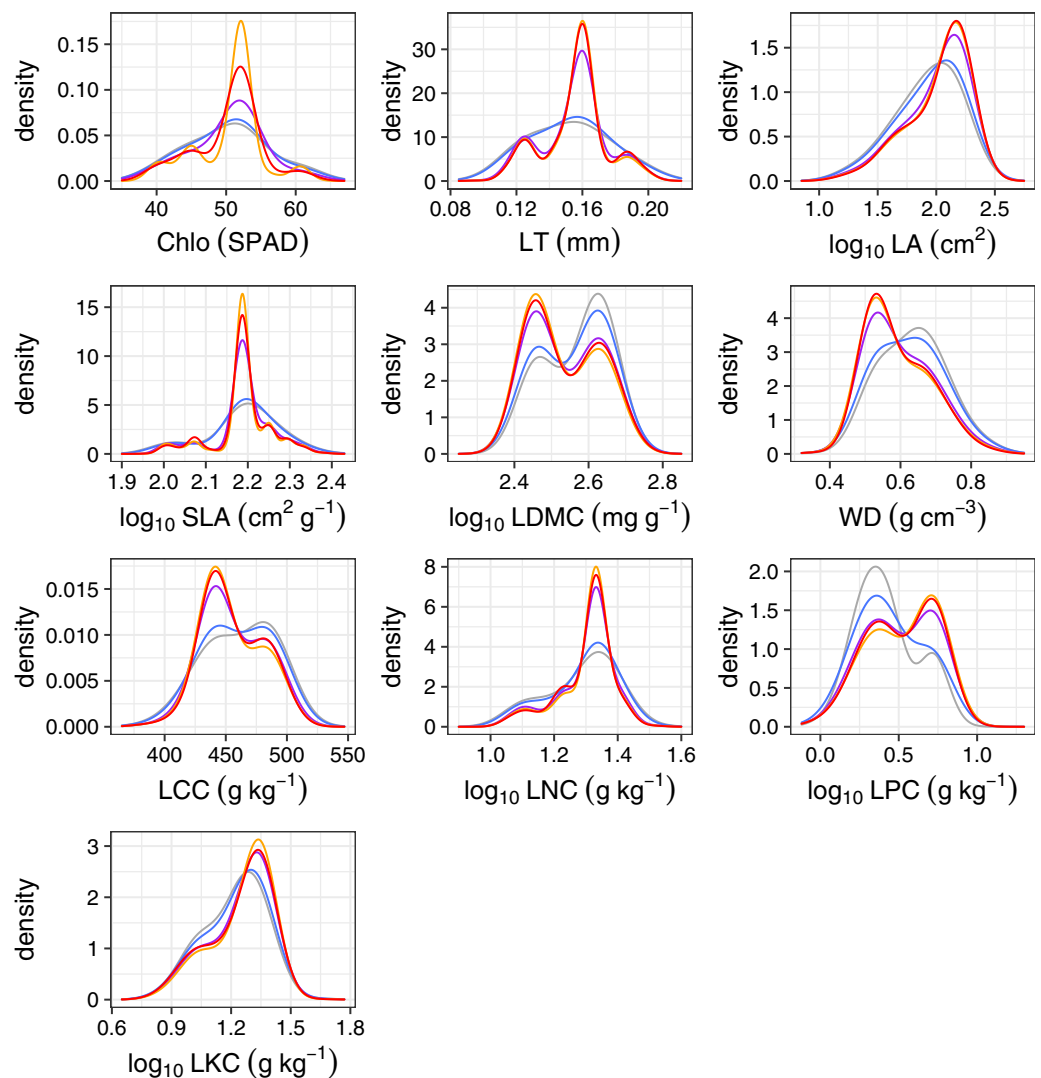 density
0.15
0.10
0.05
0.00
40 50 60
Chlo (SPAD)
density
30
20
10
0
0.08 0.12 0.16 0.20
LT (mm)
density
1.5
1.0
0.5
0.0
1.0 1.5 2.0 2.5
log₁₀ LA (cm²)
density
15
10
5
0
1.9 2.0 2.1 2.2 2.3 2.4
log₁₀ SLA (cm² g⁻¹)
density
4
3
2
1
0
2.4 2.6 2.8
log₁₀ LDMC (mg g⁻¹)
density
4
3
2
1
0
0.4 0.6 0.8
WD (g cm⁻³)
density
0.015
0.010
0.005
0.000
400 450 500 550
LCC (g kg⁻¹)
density
8
6
4
2
0
1.0 1.2 1.4 1.6
log₁₀ LNC (g kg⁻¹)
density
2.0
1.5
1.0
0.5
0.0
0.0 0.5 1.0
log₁₀ LPC (g kg⁻¹)
density
3
2
1
0
0.6 0.9 1.2 1.5 1.8
log₁₀ LKC (g kg⁻¹)